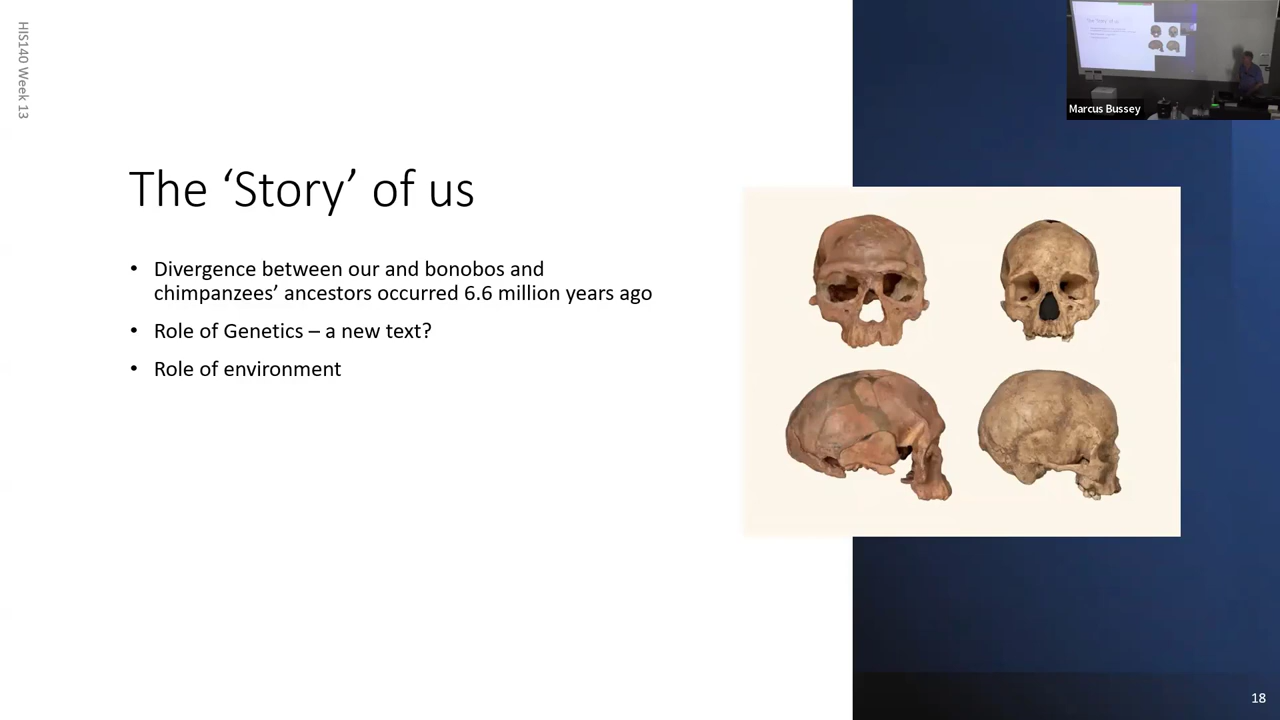 HIS140 Week 13
Marcus Bussey
The ‘Story’ of us
• Divergence between our and bonobos and
chimpanzees’ ancestors occurred 6.6 million years ago
• Role of Genetics – a new text?
• Role of environment
18